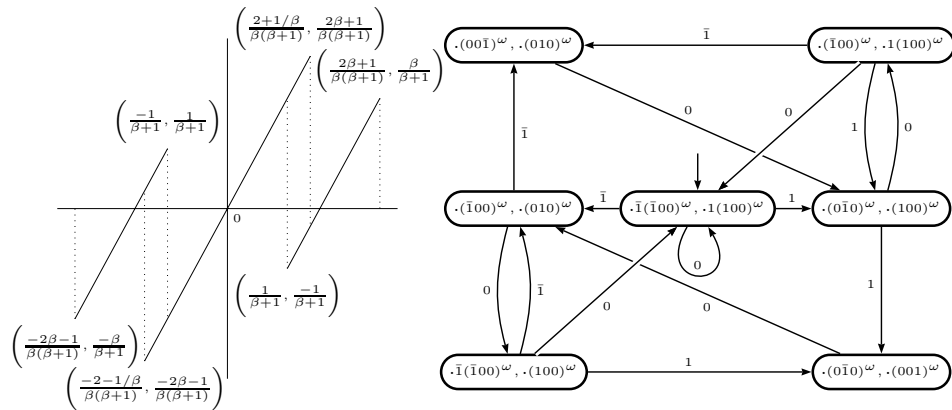 (2+1/β / β(β+1), 2β+1 / β(β+1))
(2β+1 / β(β+1), β / β+1)
(−1 / β+1, 1 / β+1)
0
(1 / β+1, −1 / β+1)
(−2β−1 / β(β+1), −β / β+1)
(−2−1/β / β(β+1), −2β−1 / β(β+1))
.(001̄)^ω, .(010)^ω
1̄
.(1̄00)^ω, .1(100)^ω
0
0
1
0
1̄
.(1̄00)^ω, .(010)^ω
1̄
.1̄(1̄00)^ω, .1(100)^ω
1
.(01̄0)^ω, .(100)^ω
0
0
1̄
0
0
1
.1̄(1̄00)^ω, .(100)^ω
1
.(01̄0)^ω, .(001)^ω